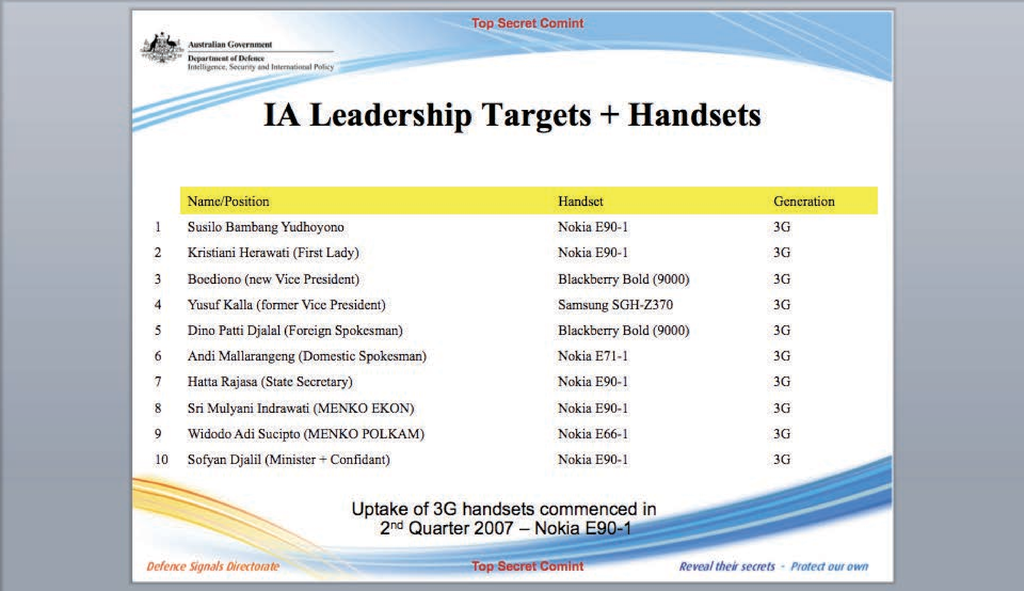 Top Secret Comint
Australian Government
Department of Defence
Intelligence, Security and International Policy
IA Leadership Targets + Handsets
Name/Position Handset Generation
1 Susilo Bambang Yudhoyono Nokia E90-1 3G
2 Kristiani Herawati (First Lady) Nokia E90-1 3G
3 Boediono (new Vice President) Blackberry Bold (9000) 3G
4 Yusuf Kalla (former Vice President) Samsung SGH-Z370 3G
5 Dino Patti Djalal (Foreign Spokesman) Blackberry Bold (9000) 3G
6 Andi Mallarangeng (Domestic Spokesman) Nokia E71-1 3G
7 Hatta Rajasa (State Secretary) Nokia E90-1 3G
8 Sri Mulyani Indrawati (MENKO EKON) Nokia E90-1 3G
9 Widodo Adi Sucipto (MENKO POLKAM) Nokia E66-1 3G
10 Sofyan Djalil (Minister + Confidant) Nokia E90-1 3G
Uptake of 3G handsets commenced in
2nd Quarter 2007 – Nokia E90-1
Defence Signals Directorate Top Secret Comint Reveal their secrets - Protect our own